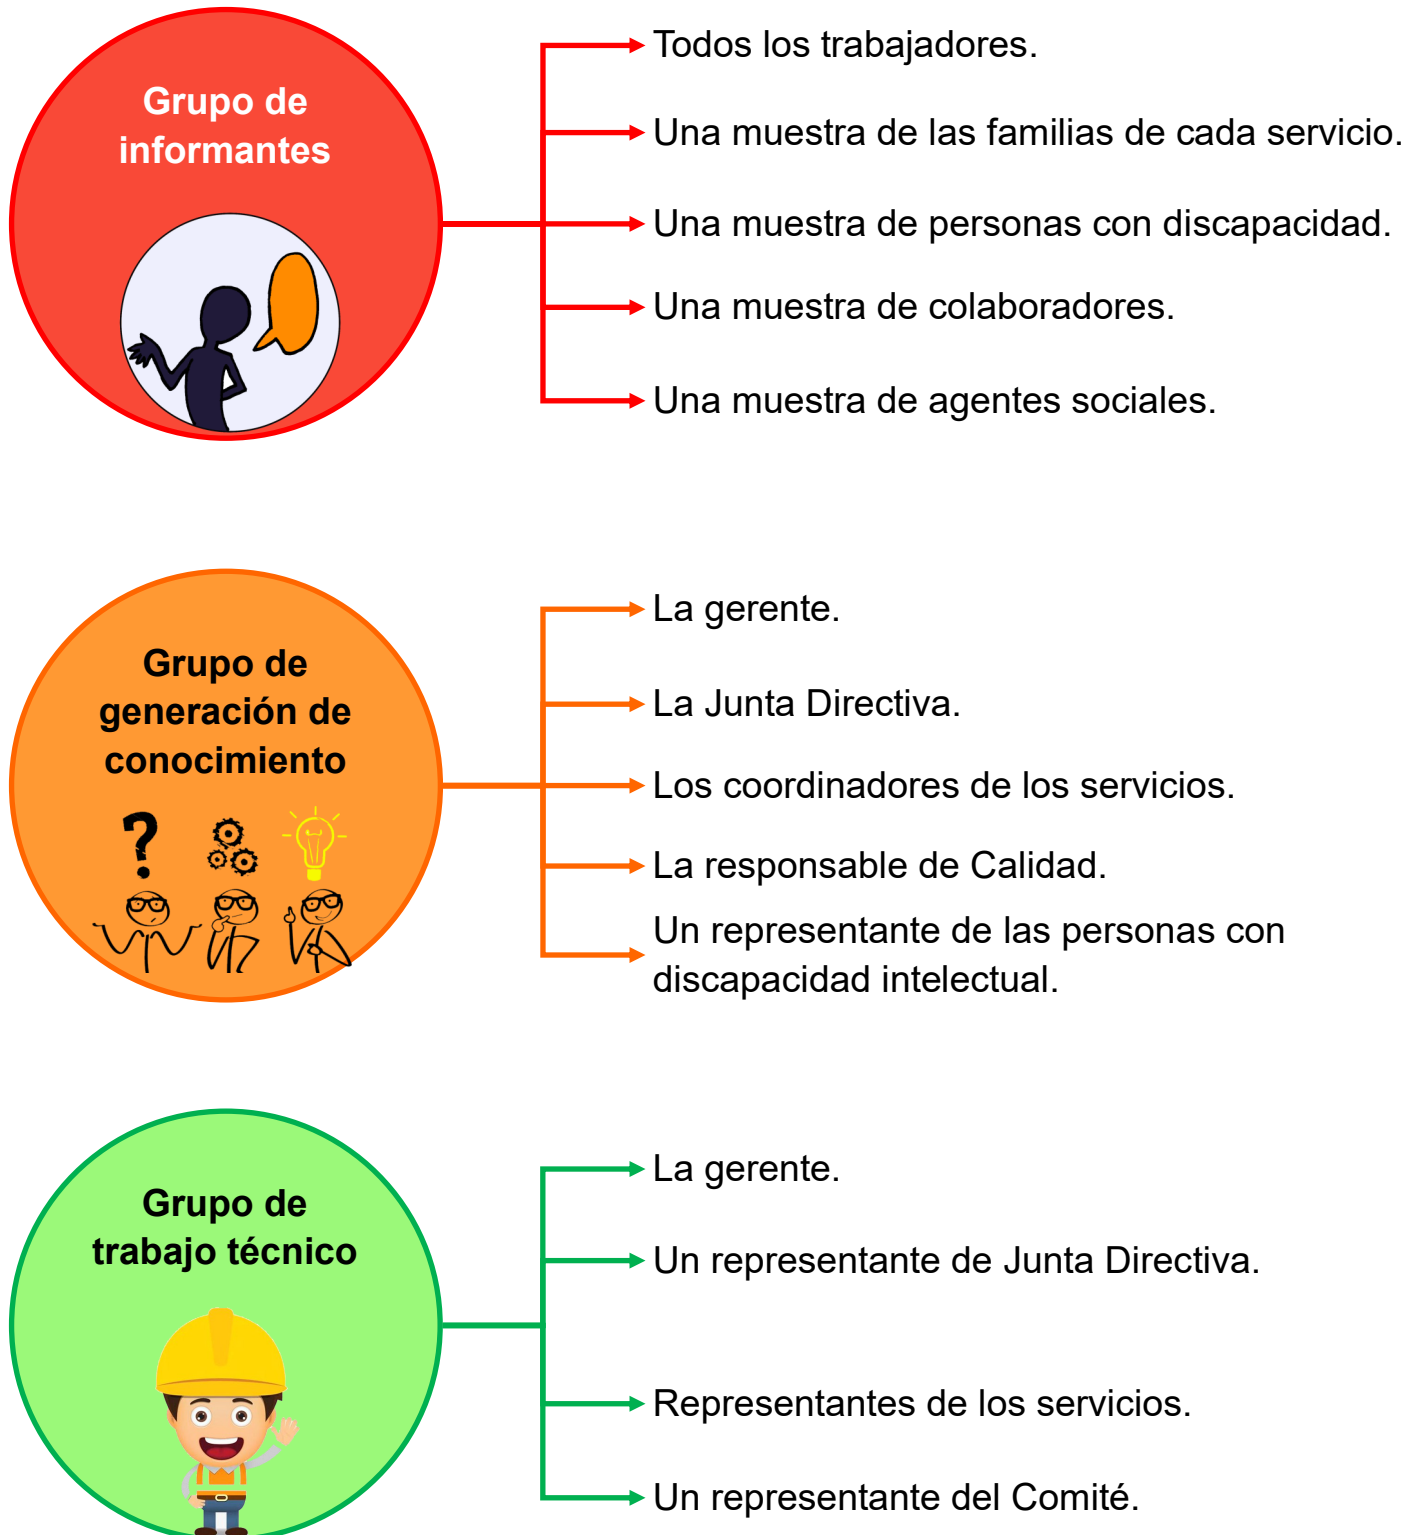 Grupo de
informantes
Todos los trabajadores.
Una muestra de las familias de cada servicio.
Una muestra de personas con discapacidad.
Una muestra de colaboradores.
Una muestra de agentes sociales.
Grupo de
generación de
conocimiento
?
La gerente.
La Junta Directiva.
Los coordinadores de los servicios.
La responsable de Calidad.
Un representante de las personas con
discapacidad intelectual.
Grupo de
trabajo técnico
La gerente.
Un representante de Junta Directiva.
Representantes de los servicios.
Un representante del Comité.